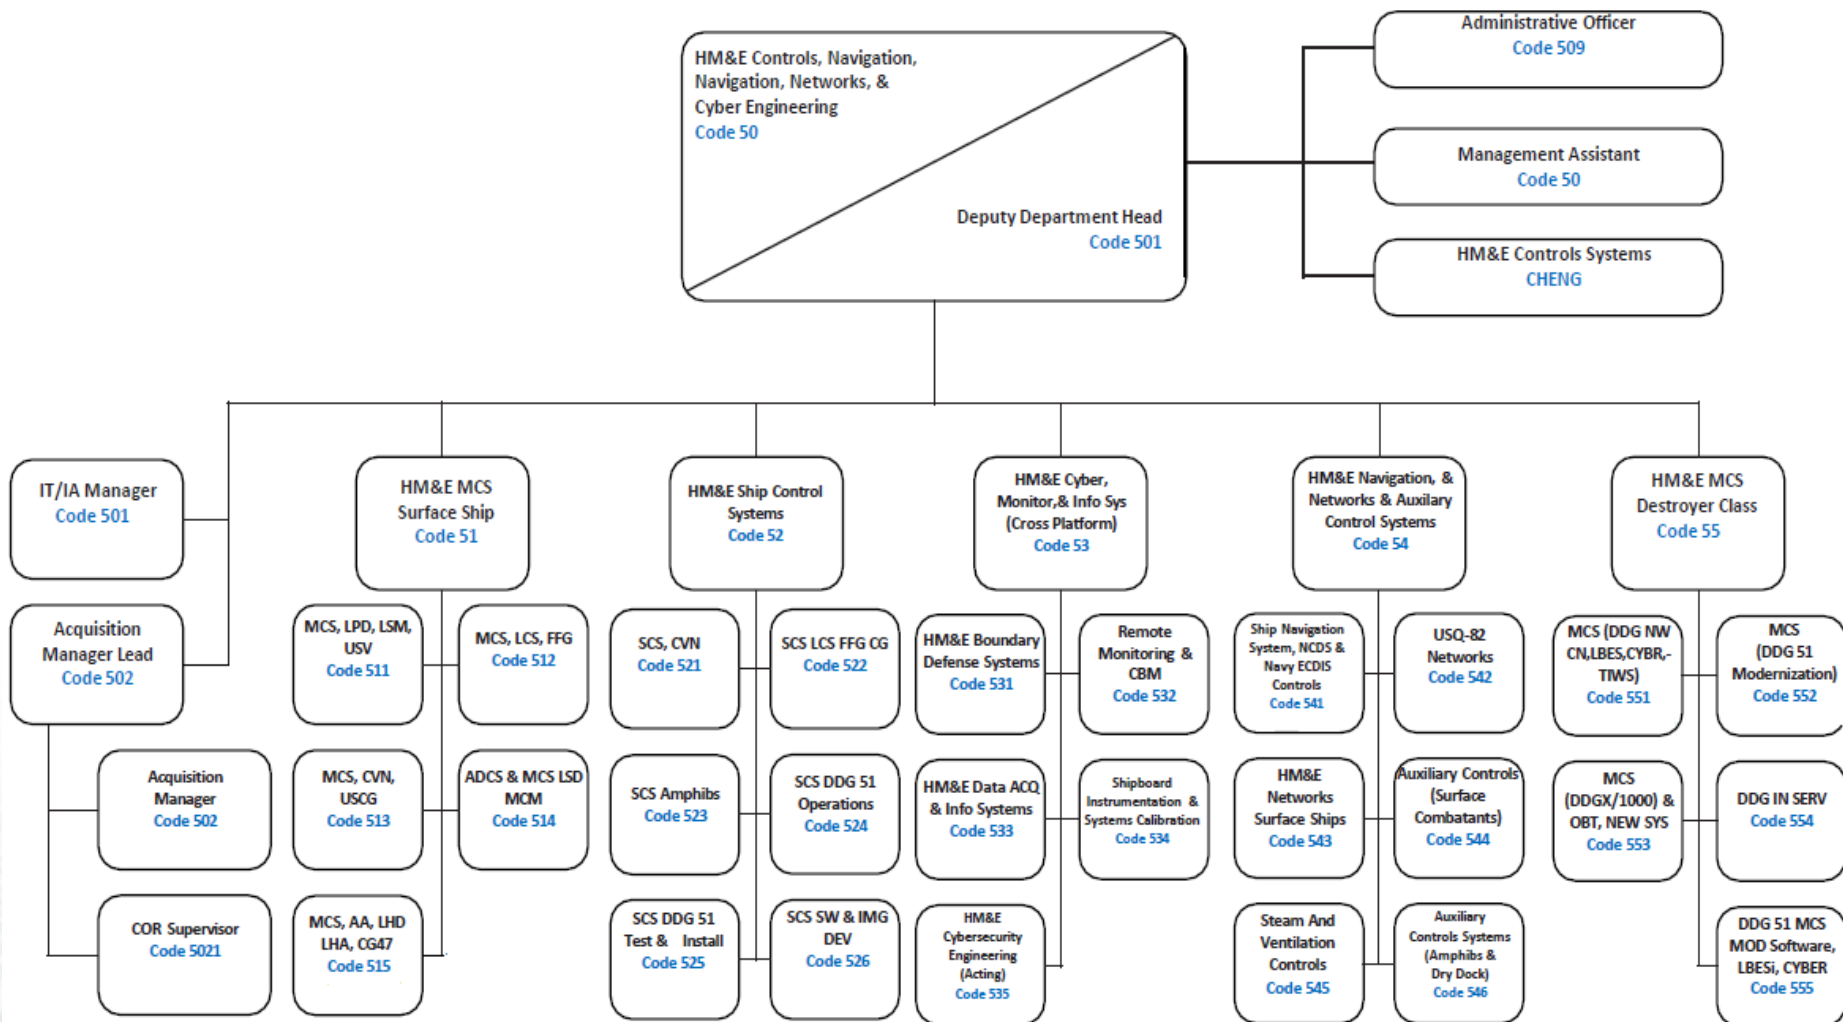 HM&E Controls, Navigation,
Navigation, Networks, &
Cyber Engineering
Code 50
Deputy Department Head
Code 501
Administrative Officer
Code 509
Management Assistant
Code 50
HM&E Controls Systems
CHENG
IT/IA Manager
Code 501
Acquisition
Manager Lead
Code 502
Acquisition
Manager
Code 502
COR Supervisor
Code 5021
HM&E MCS
Surface Ship
Code 51
MCS, LPD, LSM,
USV
Code 511
MCS, LCS, FFG
Code 512
MCS, CVN,
USCG
Code 513
ADCS & MCS LSD
MCM
Code 514
MCS, AA, LHD
LHA, CG47
Code 515
HM&E Ship Control
Systems
Code 52
SCS, CVN
Code 521
SCS LCS FFG CG
Code 522
SCS Amphibs
Code 523
SCS DDG 51
Operations
Code 524
SCS DDG 51
Test & Install
Code 525
SCS SW & IMG
DEV
Code 526
HM&E Cyber,
Monitor,& Info Sys
(Cross Platform)
Code 53
HM&E Boundary
Defense Systems
Code 531
Remote
Monitoring &
CBM
Code 532
HM&E Data ACQ
& Info Systems
Code 533
Shipboard
Instrumentation &
Systems Calibration
Code 534
HM&E
Cybersecurity
Engineering
(Acting)
Code 535
HM&E Navigation, &
Networks & Auxilary
Control Systems
Code 54
Ship Navigation
System, NCDS &
Navy ECDIS
Controls
Code 541
USQ-82
Networks
Code 542
HM&E
Networks
Surface Ships
Code 543
Auxiliary Controls
(Surface
Combatants)
Code 544
Steam And
Ventilation
Controls
Code 545
Auxiliary
Controls Systems
(Amphibs &
Dry Dock)
Code 546
HM&E MCS
Destroyer Class
Code 55
MCS (DDG NW
CN,LBES,CYBR,-
TIWS)
Code 551
MCS
(DDG 51
Modernization)
Code 552
MCS
(DDGX/1000) &
OBT, NEW SYS
Code 553
DDG IN SERV
Code 554
DDG 51 MCS
MOD Software,
LBESi, CYBER
Code 555